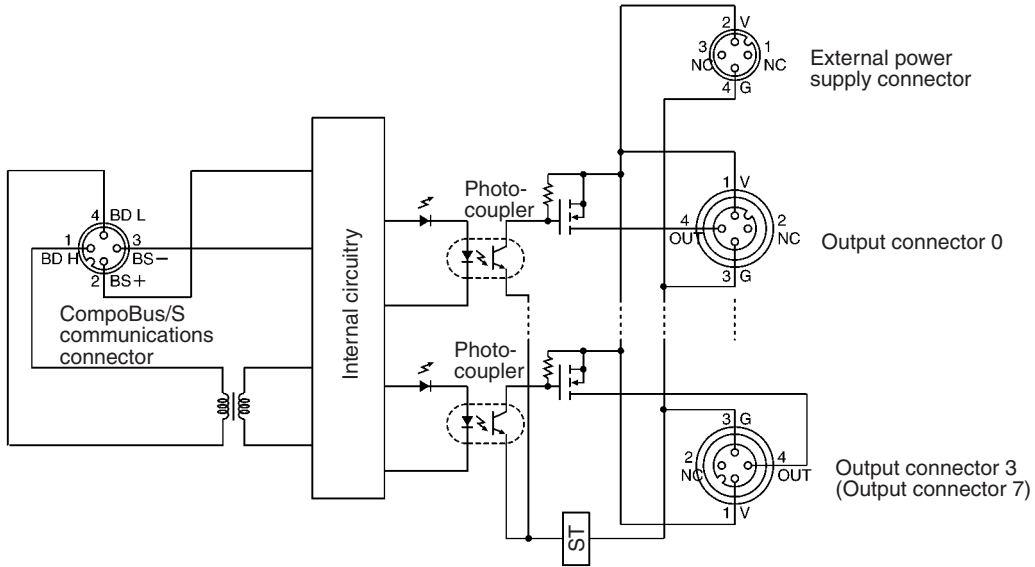 2 V
3
NC
1
NC
4 G
External power
supply connector
Photo-
coupler
1 V
4
OUT
2
NC
3 G
Output connector 0
4 BD L
1
BD H
3
BS−
2 BS+
CompoBus/S
communications
connector
Internal circuitry
Photo-
coupler
3 G
2
NC
4
OUT
1 V
Output connector 3
(Output connector 7)
ST